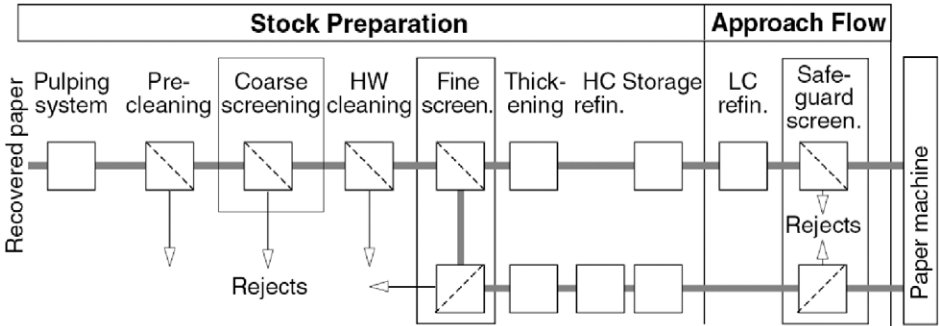 Stock Preparation
Approach Flow
Recovered paper
Pulping
system
Pre-
cleaning
Coarse
screening
HW
cleaning
Fine
screen.
Thick-
ening
HC
refin.
Storage
LC
refin.
Safe-
guard
screen.
Rejects
Rejects
Paper machine